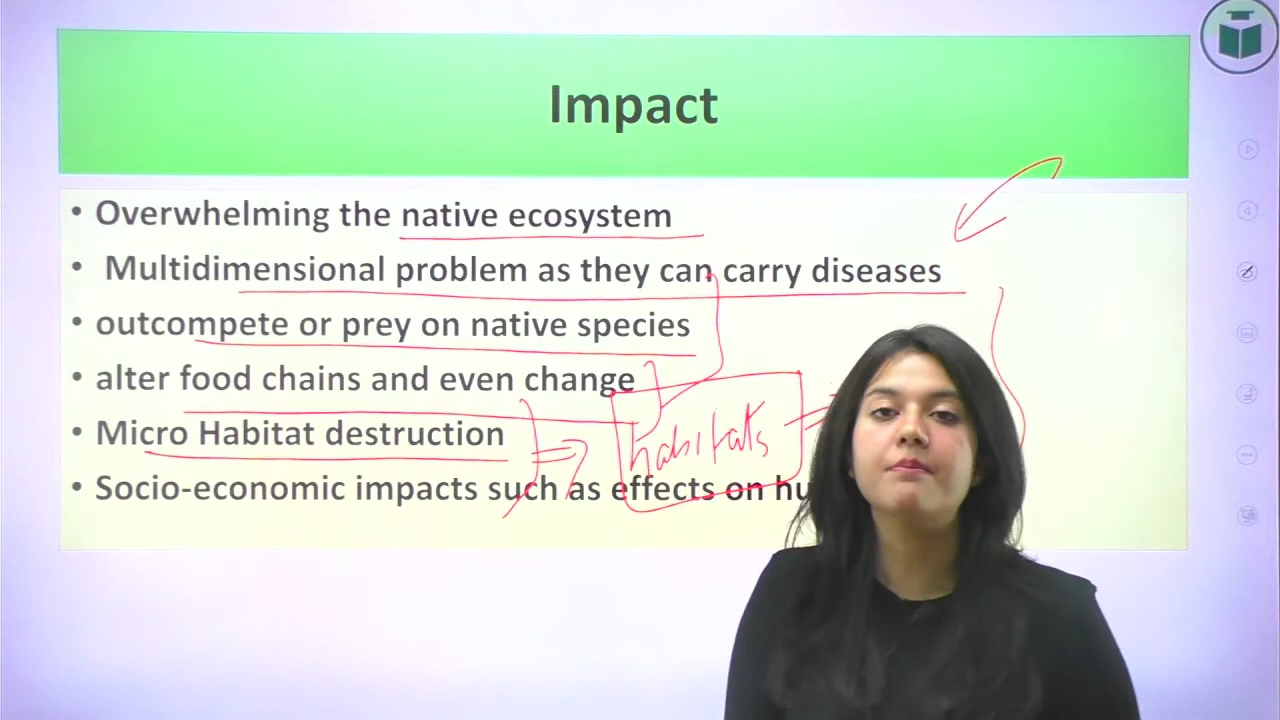 Impact
• Overwhelming the native ecosystem
• Multidimensional problem as they can carry diseases
• outcompete or prey on native species
• alter food chains and even change
habitats
• Micro Habitat destruction
• Socio-economic impacts such as effects on